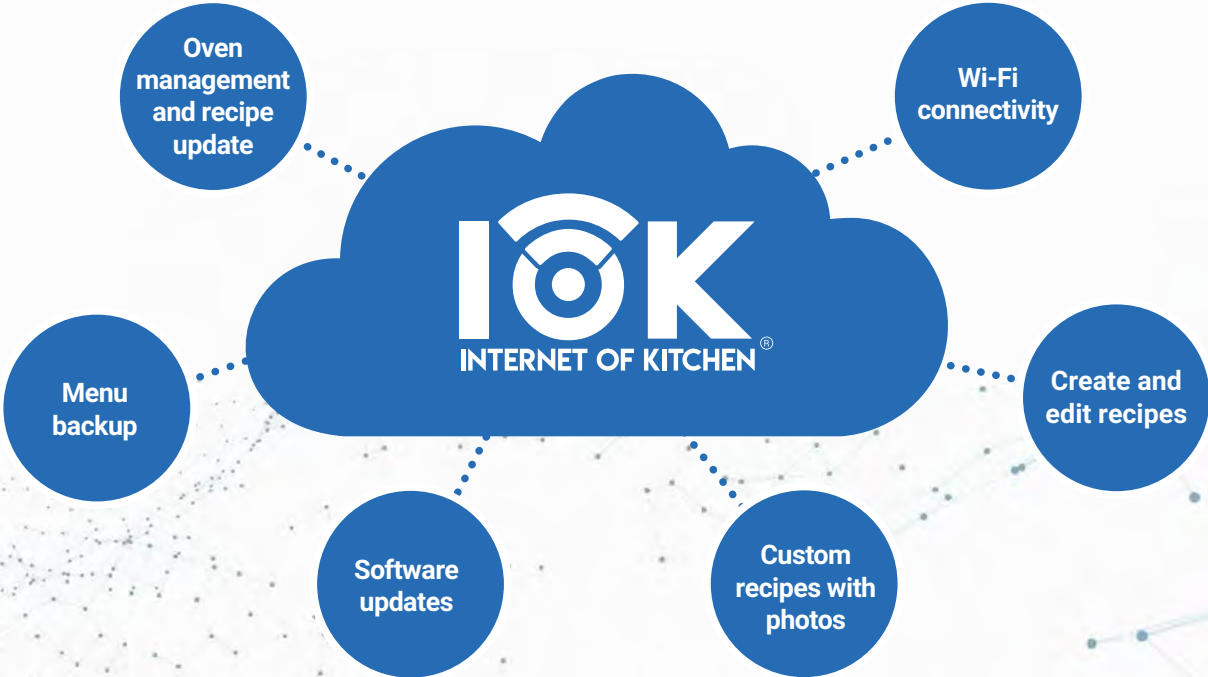 Oven
management
and recipe
update
Wi-Fi
connectivity
IOK
INTERNET OF KITCHEN®
Menu
backup
Create and
edit recipes
Software
updates
Custom
recipes with
photos